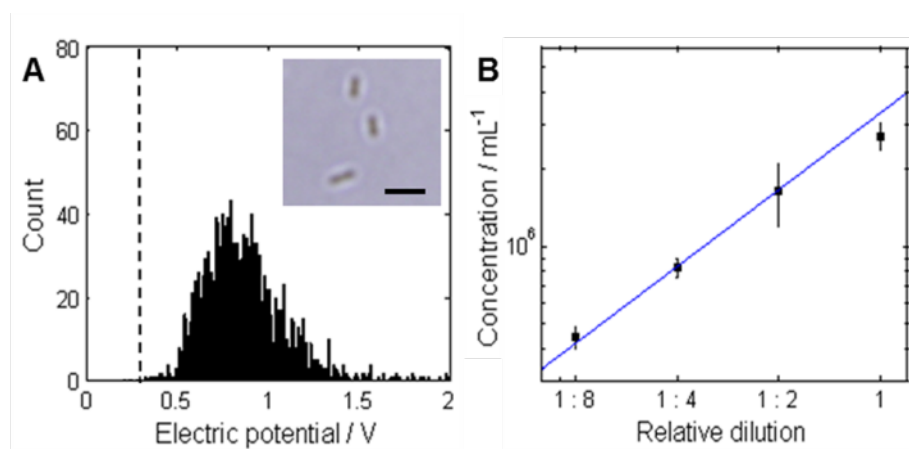 A
80
60
40
20
0
Count
0
0.5
1
1.5
2
Electric potential / V
B
Concentration / mL⁻¹
10⁶
1 : 8
1 : 4
1 : 2
1
Relative dilution